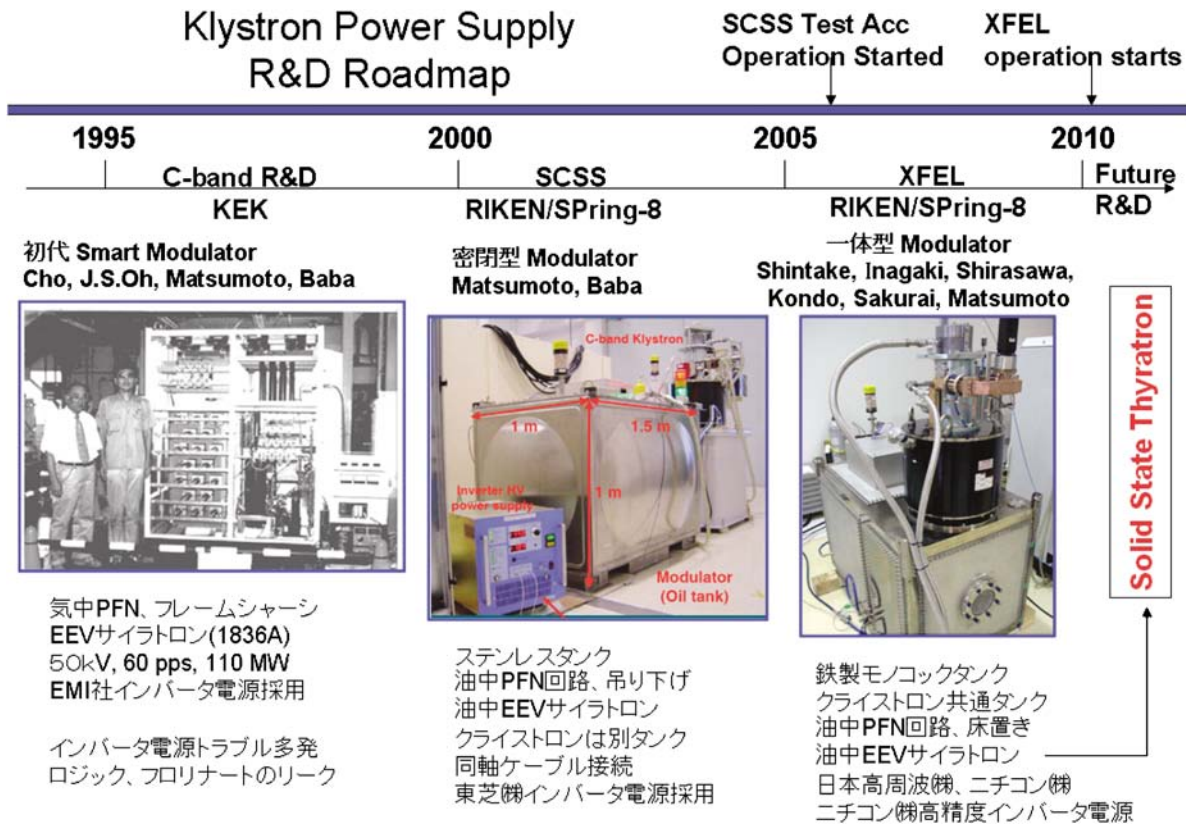 Klystron Power Supply
R&D Roadmap
SCSS Test Acc
Operation Started
XFEL
operation starts
1995
2000
2005
2010
C-band R&D
KEK
SCSS
RIKEN/SPring-8
XFEL
RIKEN/SPring-8
Future
R&D
初代 Smart Modulator
Cho, J.S.Oh, Matsumoto, Baba
密閉型 Modulator
Matsumoto, Baba
一体型 Modulator
Shintake, Inagaki, Shirasawa,
Kondo, Sakurai, Matsumoto
C-band Klystron
1 m
1.5 m
1 m
Inverter HV
power supply
Modulator
(Oil tank)
Solid State Thyratron
気中PFN、フレームシャーシ
EEVサイラトロン(1836A)
50kV, 60 pps, 110 MW
EMI社インバータ電源採用
インバータ電源トラブル多発
ロジック、フロリナートのリーク
ステンレスタンク
油中PFN回路、吊り下げ
油中EEVサイラトロン
クライストロンは別タンク
同軸ケーブル接続
東芝㈱インバータ電源採用
鉄製モノコックタンク
クライストロン共通タンク
油中PFN回路、床置き
油中EEVサイラトロン
日本高周波㈱、ニチコン㈱
ニチコン㈱高精度インバータ電源